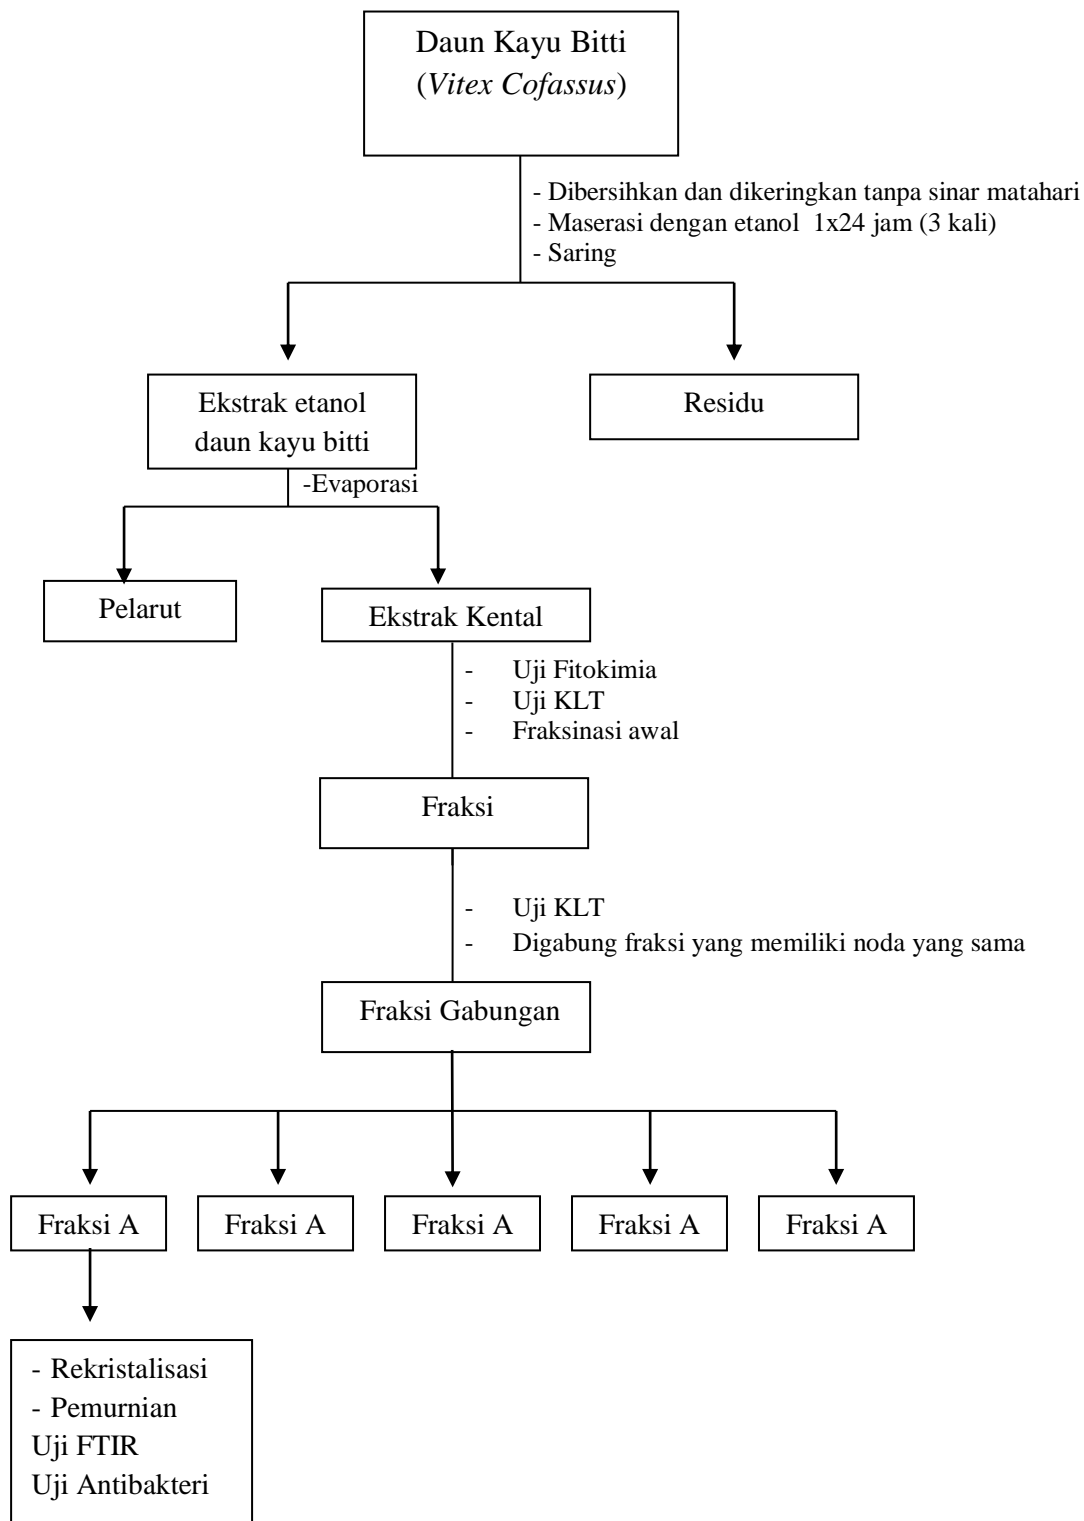 Daun Kayu Bitti
(Vitex Cofassus)
- Dibersihkan dan dikeringkan tanpa sinar matahari
- Maserasi dengan etanol 1x24 jam (3 kali)
- Saring
Ekstrak etanol
daun kayu bitti
Residu
-Evaporasi
Pelarut
Ekstrak Kental
- Uji Fitokimia
- Uji KLT
- Fraksinasi awal
Fraksi
- Uji KLT
- Digabung fraksi yang memiliki noda yang sama
Fraksi Gabungan
Fraksi A
Fraksi A
Fraksi A
Fraksi A
Fraksi A
- Rekristalisasi
- Pemurnian
Uji FTIR
Uji Antibakteri